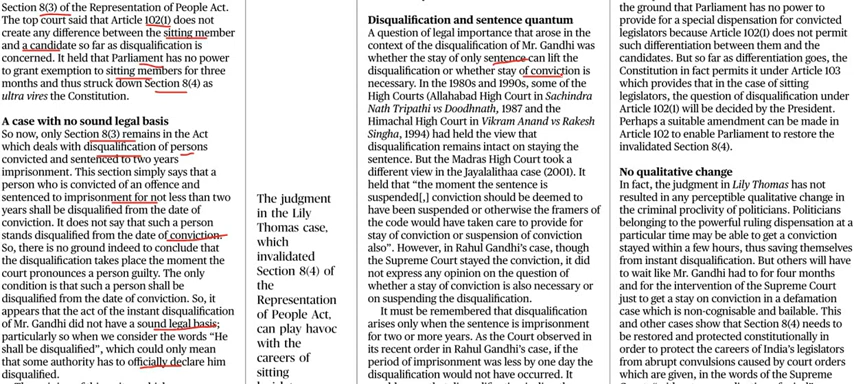 Section 8(3) of the Representation of People Act.
The top court said that Article 102(1) does not
create any difference between the sitting member
and a candidate so far as disqualification is
concerned. It held that Parliament has no power
to grant exemption to sitting members for three
months and thus struck down Section 8(4) as
ultra vires the Constitution.
A case with no sound legal basis
So now, only Section 8(3) remains in the Act
which deals with disqualification of persons
convicted and sentenced to two years
imprisonment. This section simply says that a
person who is convicted of an offence and
sentenced to imprisonment for not less than two
years shall be disqualified from the date of
conviction. It does not say that such a person
stands disqualified from the date of conviction.
So, there is no ground indeed to conclude that
the disqualification takes place the moment the
court pronounces a person guilty. The only
condition is that such a person shall be
disqualified from the date of conviction. So, it
appears that the act of the instant disqualification
of Mr. Gandhi did not have a sound legal basis;
particularly so when we consider the words “He
shall be disqualified”, which could only mean
that some authority has to officially declare him
disqualified.
The judgment
in the Lily
Thomas case,
which
invalidated
Section 8(4) of
the
Representation
of People Act,
can play havoc
with the
careers of
sitting
Disqualification and sentence quantum
A question of legal importance that arose in the
context of the disqualification of Mr. Gandhi was
whether the stay of only sentence can lift the
disqualification or whether stay of conviction is
necessary. In the 1980s and 1990s, some of the
High Courts (Allahabad High Court in Sachindra
Nath Tripathi vs Doodhnath, 1987 and the
Himachal High Court in Vikram Anand vs Rakesh
Singha, 1994) had held the view that
disqualification remains intact on staying the
sentence. But the Madras High Court took a
different view in the Jayalalithaa case (2001). It
held that “the moment the sentence is
suspended[,] conviction should be deemed to
have been suspended or otherwise the framers of
the code would have taken care to provide for
stay of conviction or suspension of conviction
also”. However, in Rahul Gandhi’s case, though
the Supreme Court stayed the conviction, it did
not express any opinion on the question of
whether a stay of conviction is also necessary or
on suspending the disqualification.
It must be remembered that disqualification
arises only when the sentence is imprisonment
for two or more years. As the Court observed in
its recent order in Rahul Gandhi’s case, if the
period of imprisonment was less by one day the
disqualification would not have occurred. It
the ground that Parliament has no power to
provide for a special dispensation for convicted
legislators because Article 102(1) does not permit
such differentiation between them and the
candidates. But so far as differentiation goes, the
Constitution in fact permits it under Article 103
which provides that in the case of sitting
legislators, the question of disqualification under
Article 102(1) will be decided by the President.
Perhaps a suitable amendment can be made in
Article 102 to enable Parliament to restore the
invalidated Section 8(4).
No qualitative change
In fact, the judgment in Lily Thomas has not
resulted in any perceptible qualitative change in
the criminal proclivity of politicians. Politicians
belonging to the powerful ruling dispensation at a
particular time may be able to get a conviction
stayed within a few hours, thus saving themselves
from instant disqualification. But others will have
to wait like Mr. Gandhi had to for four months
and for the intervention of the Supreme Court
just to get a stay on conviction in a defamation
case which is non-cognisable and bailable. This
and other cases show that Section 8(4) needs to
be restored and protected constitutionally in
order to protect the careers of India’s legislators
from abrupt convulsions caused by court orders
which are given, in the words of the Supreme